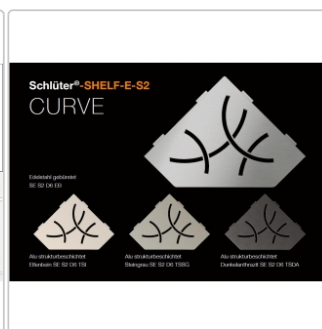 Schlüter®-SHELF-E-S2
CURVE
Edelstahl gebürstet
SE S2 D6 EB
Alu strukturbeschichtet
Elfenbein SE S2 D6 TSI
Alu strukturbeschichtet
Steingrau SE S2 D6 TSSG
Alu strukturbeschichtet
Dunkelanthrazit SE S2 D6 TSDA